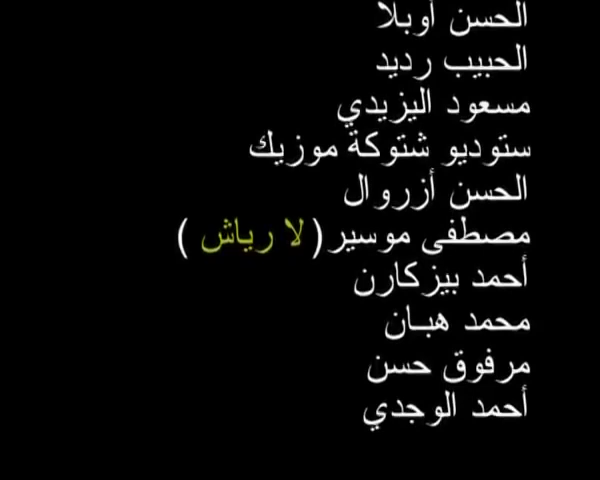 الحسن أوبلا
الحبيب رديد
مسعود اليزيدي
ستوديو شتوكة موزيك
الحسن أزروال
مصطفى موسير ( لا رياش )
أحمد بيزكارن
محمد هبان
مرفوق حسن
أحمد الوجدي